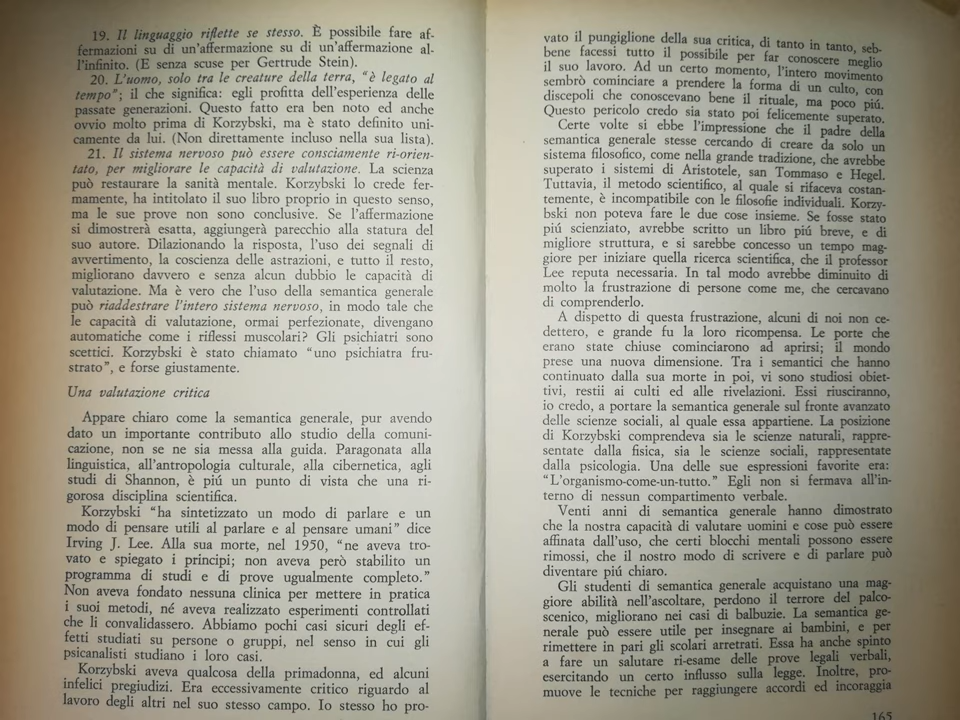 19. Il linguaggio riflette se stesso. È possibile fare af-
fermazioni su di un'affermazione su di un'affermazione al-
l'infinito. (E senza scuse per Gertrude Stein).
20. L'uomo, solo tra le creature della terra, "è legato al
tempo"; il che significa: egli profitta dell'esperienza delle
passate generazioni. Questo fatto era ben noto ed anche
ovvio molto prima di Korzybski, ma è stato definito uni-
camente da lui. (Non direttamente incluso nella sua lista).
21. Il sistema nervoso può essere consciamente ri-orien-
tato, per migliorare le capacità di valutazione. La scienza
può restaurare la sanità mentale. Korzybski lo crede fer-
mamente, ha intitolato il suo libro proprio in questo senso,
ma le sue prove non sono conclusive. Se l'affermazione
si dimostrerà esatta, aggiungerà parecchio alla statura del
suo autore. Dilazionando la risposta, l'uso dei segnali di
avvertimento, la coscienza delle astrazioni, e tutto il resto,
migliorano davvero e senza alcun dubbio le capacità di
valutazione. Ma è vero che l'uso della semantica generale
può riaddestrare l'intero sistema nervoso, in modo tale che
le capacità di valutazione, ormai perfezionate, divengano
automatiche come i riflessi muscolari? Gli psichiatri sono
scettici. Korzybski è stato chiamato "uno psichiatra fru-
strato", e forse giustamente.
Una valutazione critica
Appare chiaro come la semantica generale, pur avendo
dato un importante contributo allo studio della comuni-
cazione, non se ne sia messa alla guida. Paragonata alla
linguistica, all'antropologia culturale, alla cibernetica, agli
studi di Shannon, è piú un punto di vista che una ri-
gorosa disciplina scientifica.
Korzybski "ha sintetizzato un modo di parlare e un
modo di pensare utili al parlare e al pensare umani" dice
Irving J. Lee. Alla sua morte, nel 1950, "ne aveva tro-
vato e spiegato i principi; non aveva però stabilito un
programma di studi e di prove ugualmente completo."
Non aveva fondato nessuna clinica per mettere in pratica
i suoi metodi, né aveva realizzato esperimenti controllati
che li convalidassero. Abbiamo pochi casi sicuri degli ef-
fetti studiati su persone o gruppi, nel senso in cui gli
psicanalisti studiano i loro casi.
Korzybski aveva qualcosa della primadonna, ed alcuni
infelici pregiudizi. Era eccessivamente critico riguardo al
lavoro degli altri nel suo stesso campo. Io stesso ho pro-
vato il pungiglione della sua critica, di tanto in tanto, seb-
bene facessi tutto il possibile per far conoscere meglio
il suo lavoro. Ad un certo momento, l'intero movimento
sembrò cominciare a prendere la forma di un culto, con
discepoli che conoscevano bene il rituale, ma poco piú.
Questo pericolo credo sia stato poi felicemente superato.
Certe volte si ebbe l'impressione che il padre della
semantica generale stesse cercando di creare da solo un
sistema filosofico, come nella grande tradizione, che avrebbe
superato i sistemi di Aristotele, san Tommaso e Hegel.
Tuttavia, il metodo scientifico, al quale si rifaceva costan-
temente, è incompatibile con le filosofie individuali. Korzy-
bski non poteva fare le due cose insieme. Se fosse stato
piú scienziato, avrebbe scritto un libro piú breve, e di
migliore struttura, e si sarebbe concesso un tempo mag-
giore per iniziare quella ricerca scientifica, che il professor
Lee reputa necessaria. In tal modo avrebbe diminuito di
molto la frustrazione di persone come me, che cercavano
di comprenderlo.
A dispetto di questa frustrazione, alcuni di noi non ce-
dettero, e grande fu la loro ricompensa. Le porte che
erano state chiuse cominciarono ad aprirsi; il mondo
prese una nuova dimensione. Tra i semantici che hanno
continuato dalla sua morte in poi, vi sono studiosi obiet-
tivi, restii ai culti ed alle rivelazioni. Essi riusciranno,
io credo, a portare la semantica generale sul fronte avanzato
delle scienze sociali, al quale essa appartiene. La posizione
di Korzybski comprendeva sia le scienze naturali, rappre-
sentate dalla fisica, sia le scienze sociali, rappresentate
dalla psicologia. Una delle sue espressioni favorite era:
"L'organismo-come-un-tutto." Egli non si fermava all'in-
terno di nessun compartimento verbale.
Venti anni di semantica generale hanno dimostrato
che la nostra capacità di valutare uomini e cose può essere
affinata dall'uso, che certi blocchi mentali possono essere
rimossi, che il nostro modo di scrivere e di parlare può
diventare piú chiaro.
Gli studenti di semantica generale acquistano una mag-
giore abilità nell'ascoltare, perdono il terrore del palco-
scenico, migliorano nei casi di balbuzie. La semantica ge-
nerale può essere utile per insegnare ai bambini, e per
rimettere in pari gli scolari arretrati. Essa ha anche spinto
a fare un salutare ri-esame delle prove legali verbali,
esercitando un certo influsso sulla legge. Inoltre, pro-
muove le tecniche per raggiungere accordi ed incoraggia
165